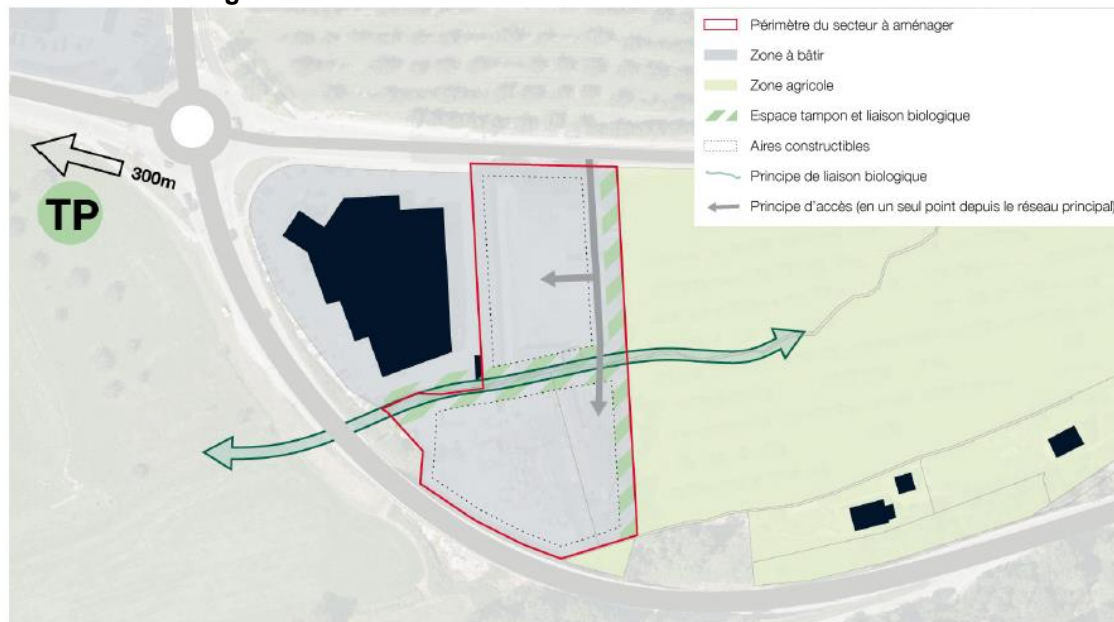 Périmètre du secteur à aménager
Zone à bâtir
Zone agricole
Espace tampon et liaison biologique
Aires constructibles
Principe de liaison biologique
Principe d'accès (en un seul point depuis le réseau principal)
300m
TP